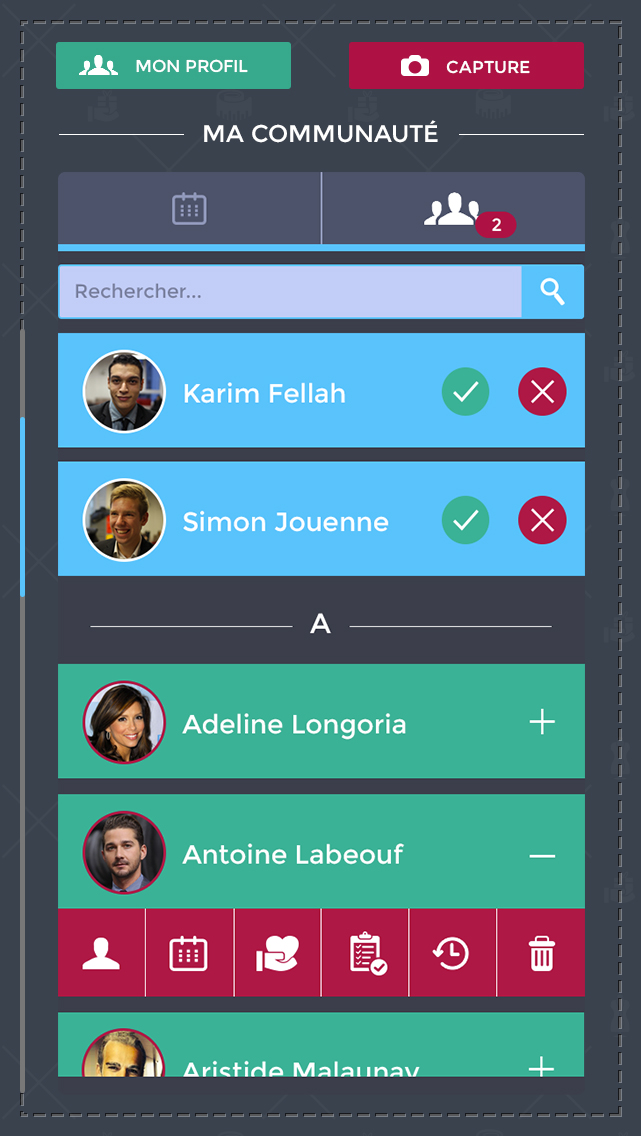 MON PROFIL
CAPTURE
MA COMMUNAUTÉ
2
Rechercher...
Karim Fellah
Simon Jouenne
A
Adeline Longoria
Antoine Labeouf
Aristide Malaunay